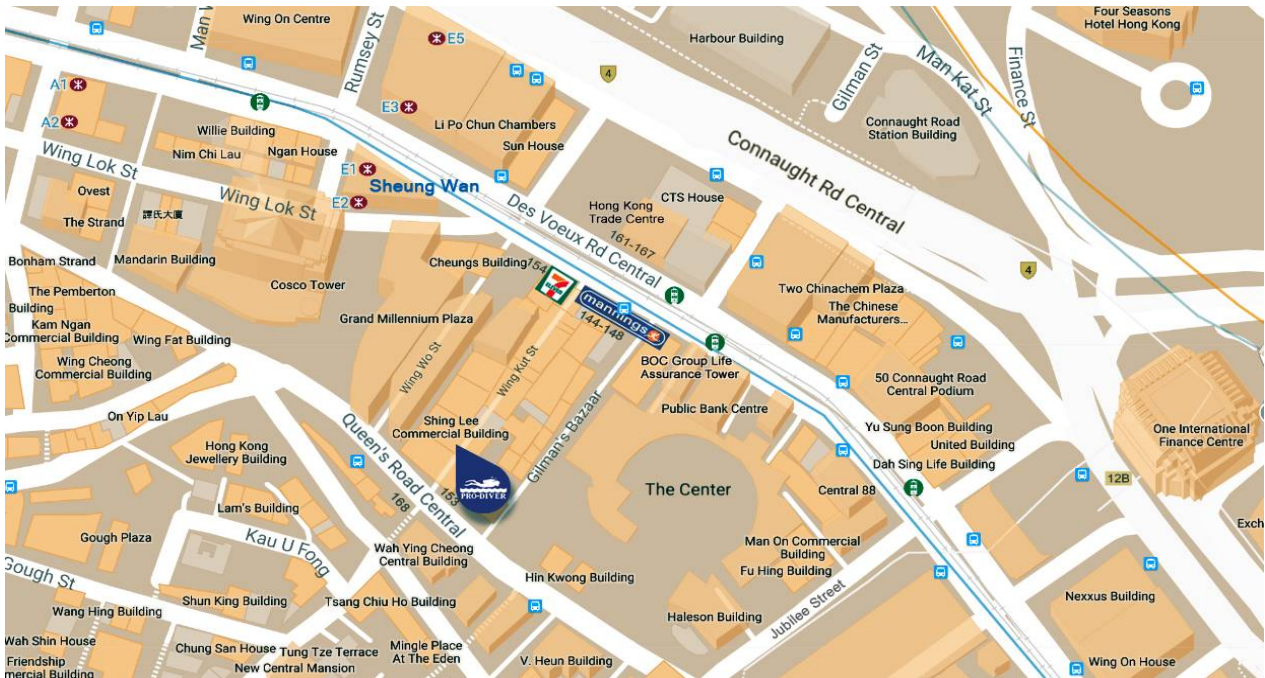 Wing On Centre
Man W
Rumsey St
E5
Harbour Building
Gilman St
Man Kat St
Finance St
Four Seasons
Hotel Hong Kong
4
A1
A2
E3
Willie Building
Li Po Chun Chambers
Connaught Road
Station Building
Nim Chi Lau
Ngan House
Sun House
Wing Lok St
E1
Sheung Wan
E2
Connaught Rd Central
Ovest
The Strand
譚氏大廈
Wing Lok St
Des Voeux Rd Central
Hong Kong
Trade Centre
161-167
CTS House
Bonham Strand
Mandarin Building
Cheungs Building
154
4
The Pemberton
Building
Cosco Tower
7
ELEVEN
mannings
144-148
Two Chinachem Plaza
The Chinese
Manufacturers...
Kam Ngan
Commercial Building
Wing Fat Building
Grand Millennium Plaza
Wing Cheong
Commercial Building
Wing Wo St
Wing Kut St
BOC Group Life
Assurance Tower
50 Connaught Road
Central Podium
On Yip Lau
Shing Lee
Commercial Building
Gilman's Bazaar
Public Bank Centre
Yu Sung Boon Building
United Building
One International
Finance Centre
Hong Kong
Jewellery Building
Queen's Road Central
Dah Sing Life Building
12B
168
153
PRO-DIVER
The Center
Central 88
Lam's Building
Gough Plaza
Kau U Fong
Wah Ying Cheong
Central Building
Man On Commercial
Building
Fu Hing Building
Exch
Gough St
Hin Kwong Building
Wang Hing Building
Shun King Building
Tsang Chiu Ho Building
Haleson Building
Jubilee Street
Nexxus Building
Wah Shin House
Chung San House
Tung Tze Terrace
Mingle Place
At The Eden
Friendship
mercial Building
New Central Mansion
V. Heun Building
Wing On House